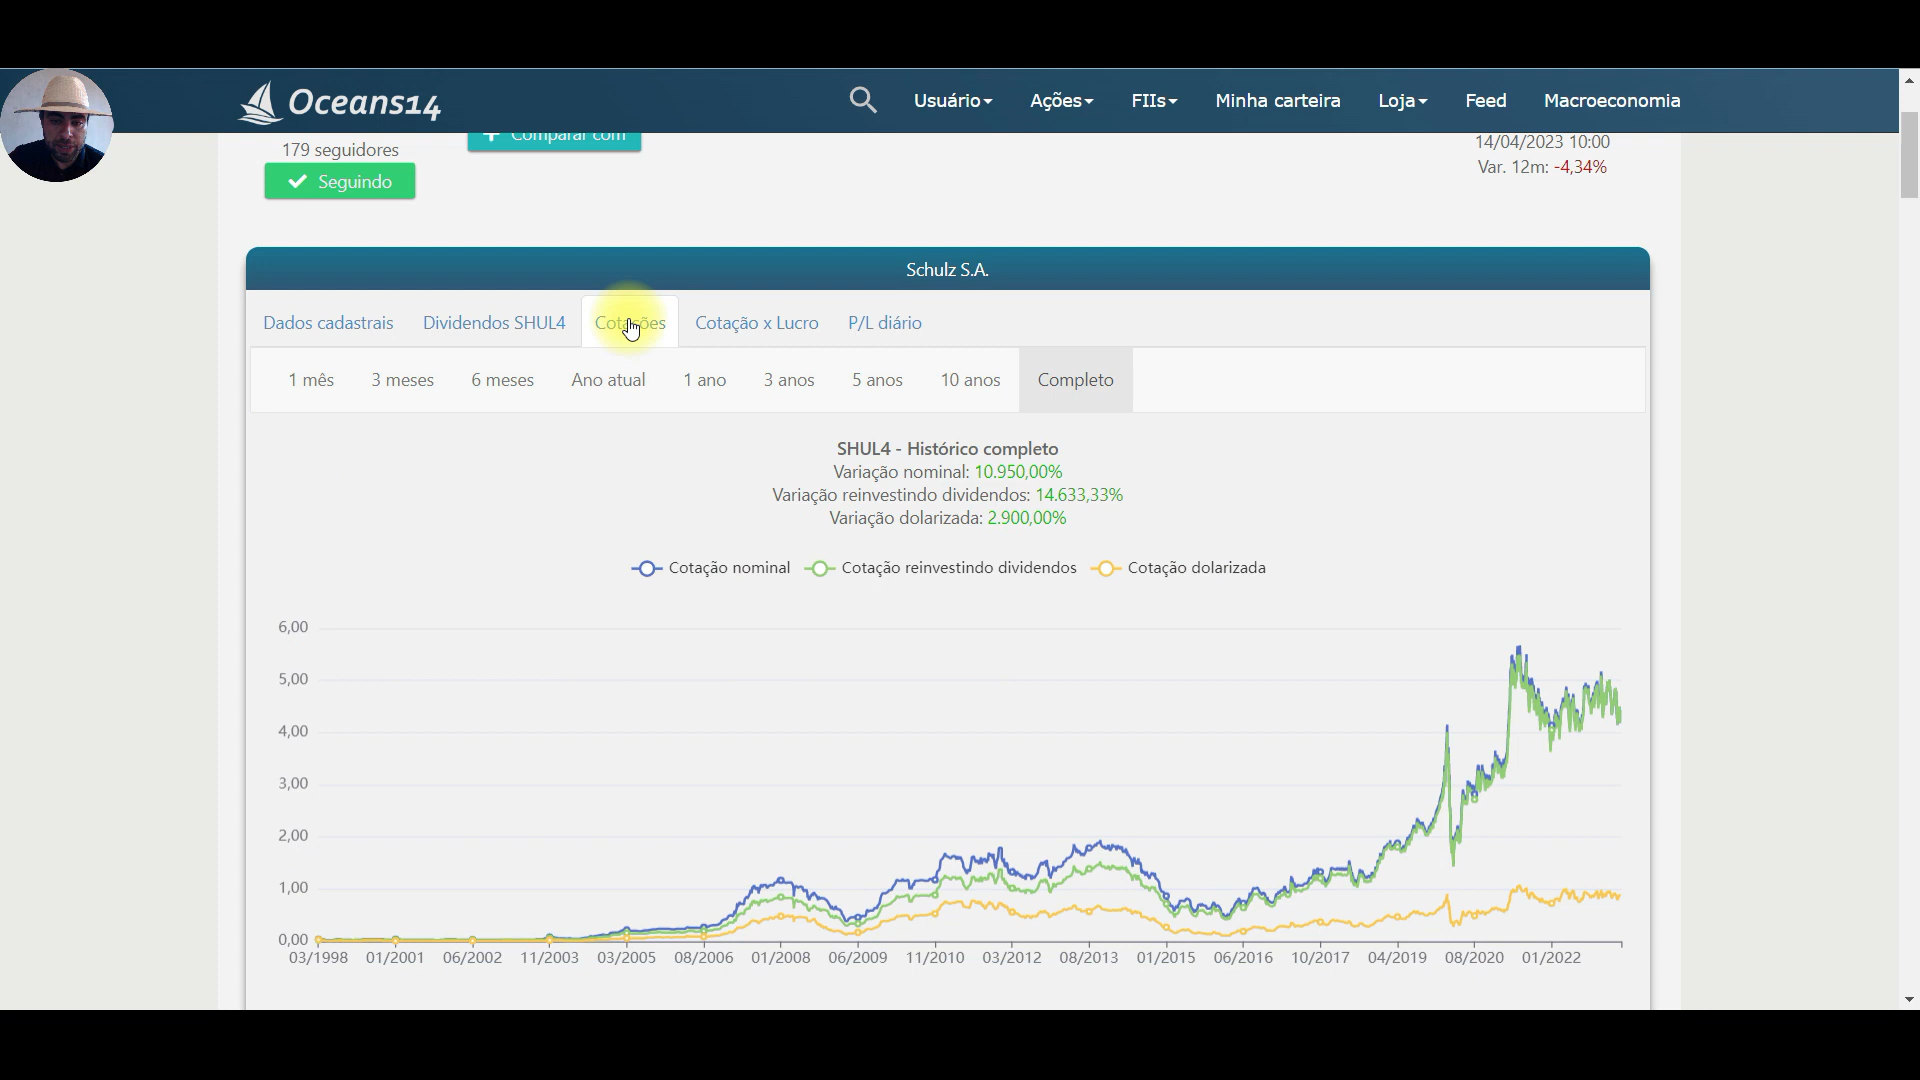 Oceans14
Usuário
Ações
FIIs
Minha carteira
Loja
Feed
Macroeconomia
+ Comparar com
179 seguidores
Seguindo
14/04/2023 10:00
Var. 12m: -4,34%
Schulz S.A.
Dados cadastrais
Dividendos SHUL4
Cotações
Cotação x Lucro
P/L diário
1 mês
3 meses
6 meses
Ano atual
1 ano
3 anos
5 anos
10 anos
Completo
SHUL4 - Histórico completo
Variação nominal: 10.950,00%
Variação reinvestindo dividendos: 14.633,33%
Variação dolarizada: 2.900,00%
Cotação nominal
Cotação reinvestindo dividendos
Cotação dolarizada
6,00
5,00
4,00
3,00
2,00
1,00
0,00
03/1998 01/2001 06/2002 11/2003 03/2005 08/2006 01/2008 06/2009 11/2010 03/2012 08/2013 01/2015 06/2016 10/2017 04/2019 08/2020 01/2022